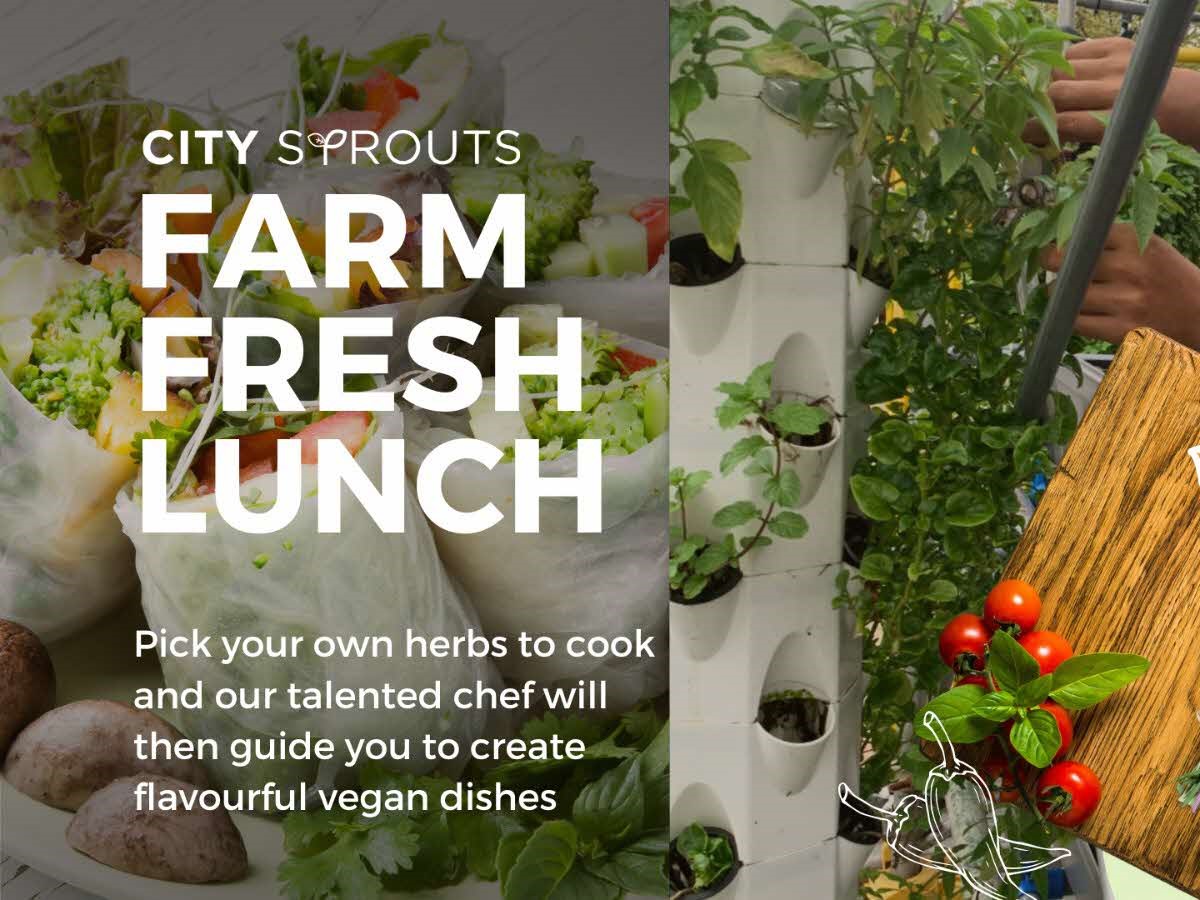 CITY SPROUTS
FARM
FRESH
LUNCH
Pick your own herbs to cook
and our talented chef will
then guide you to create
flavourful vegan dishes